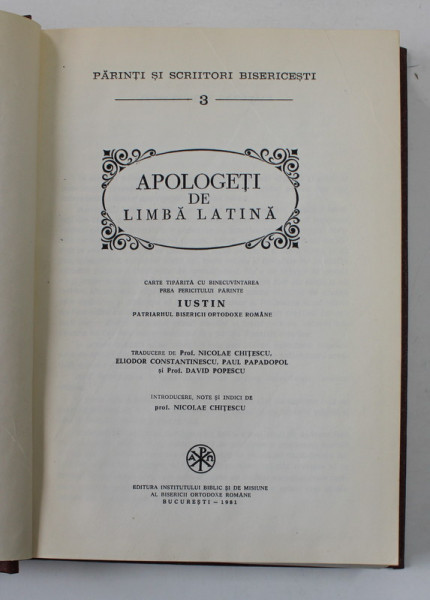 PĂRINȚI ȘI SCRIITORI BISERICEȘTI
3
APOLOGEȚI
DE
LIMBĂ LATINĂ
CARTE TIPĂRITĂ CU BINECUVÎNTAREA
PREA FERICITULUI PĂRINTE
IUSTIN
PATRIARHUL BISERICII ORTODOXE ROMÂNE
TRADUCERE DE Prof. NICOLAE CHIȚESCU,
ELIODOR CONSTANTINESCU, PAUL PAPADOPOL
și Prof. DAVID POPESCU
INTRODUCERE, NOTE ȘI INDICI DE
prof. NICOLAE CHIȚESCU
Α Ρ Ω
EDITURA INSTITUTULUI BIBLIC ȘI DE MISIUNE
AL BISERICII ORTODOXE ROMÂNE
BUCUREȘTI — 1981